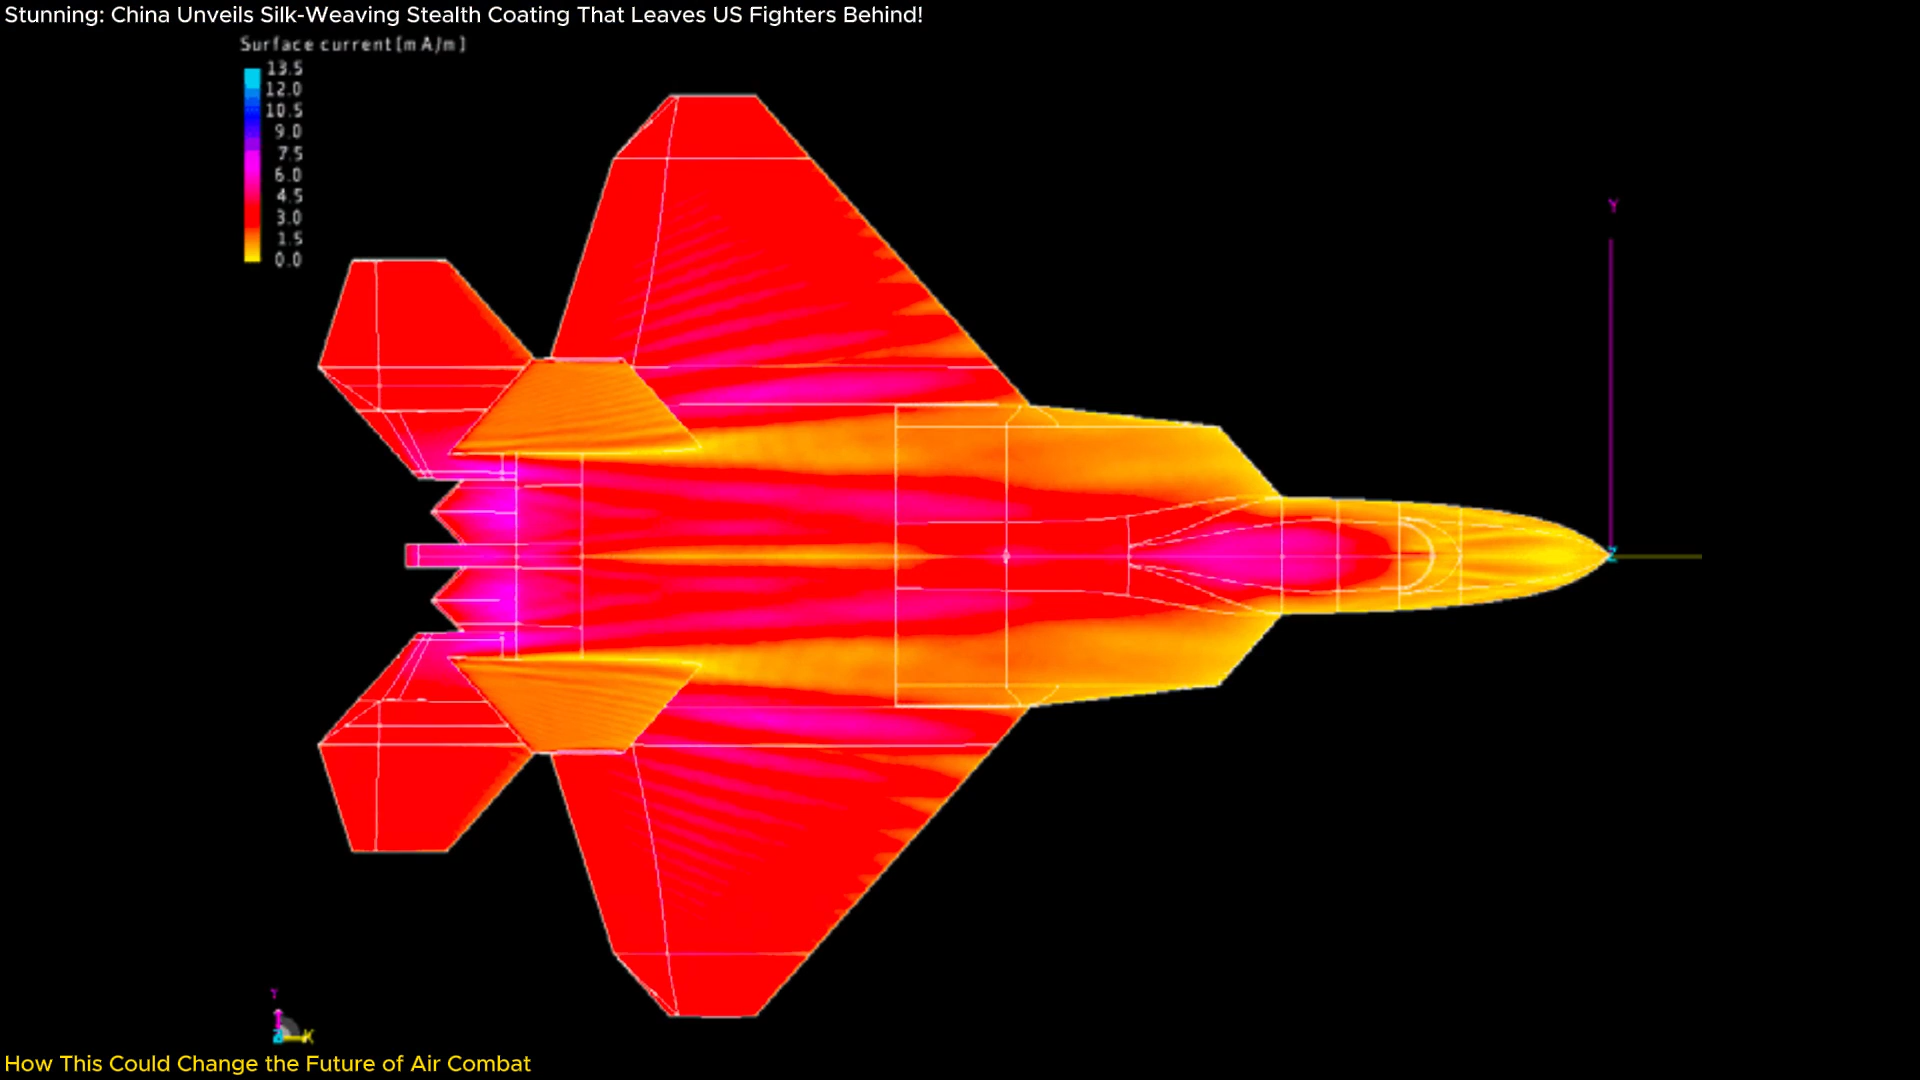 Stunning: China Unveils Silk-Weaving Stealth Coating That Leaves US Fighters Behind!
Surface current[mA/m]
13.5
12.0
10.5
9.0
7.5
6.0
4.5
3.0
1.5
0.0
Y
Z
Y
Z
X
How This Could Change the Future of Air Combat